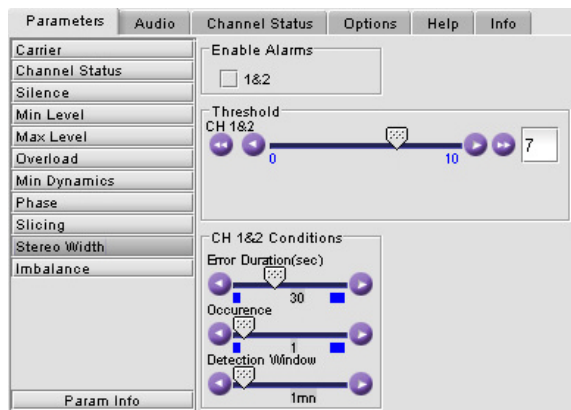 Parameters Audio Channel Status Options Help Info
Carrier
Channel Status
Silence
Min Level
Max Level
Overload
Min Dynamics
Phase
Slicing
Stereo Width
Imbalance
Param Info
Enable Alarms
1&2
Threshold
CH 1&2
0 10 7
CH 1&2 Conditions
Error Duration(sec)
30
Occurence
1
Detection Window
1mn